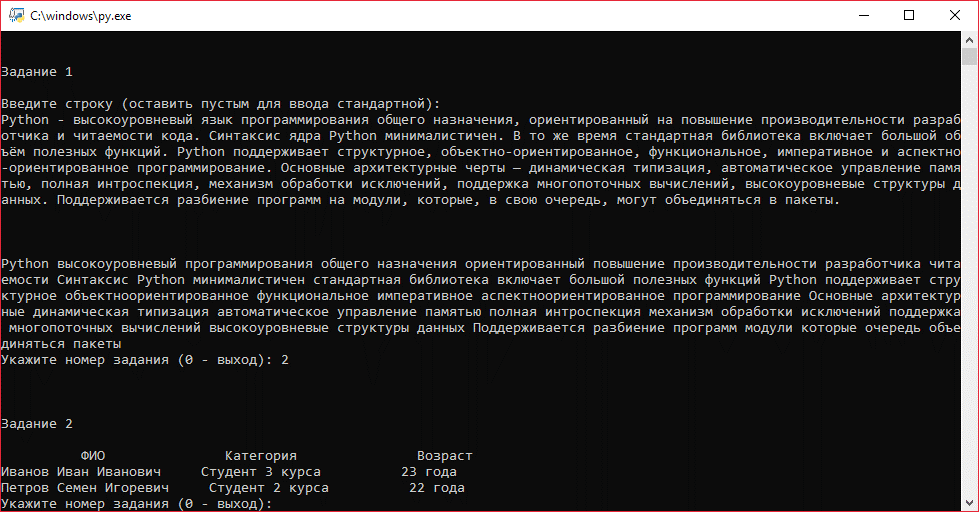 C:\windows\py.exe
Задание 1
Введите строку (оставить пустым для ввода стандартной):
Python - высокоуровневый язык программирования общего назначения, ориентированный на повышение производительности разраб
отчика и читаемости кода. Синтаксис ядра Python минималистичен. В то же время стандартная библиотека включает большой об
ъём полезных функций. Python поддерживает структурное, объектно-ориентированное, функциональное, императивное и аспектно
-ориентированное программирование. Основные архитектурные черты — динамическая типизация, автоматическое управление памя
тью, полная интроспекция, механизм обработки исключений, поддержка многопоточных вычислений, высокоуровневые структуры д
анных. Поддерживается разбиение программ на модули, которые, в свою очередь, могут объединяться в пакеты.
Python высокоуровневый программирования общего назначения ориентированный повышение производительности разработчика чита
емости Синтаксис Python минималистичен стандартная библиотека включает большой полезных функций Python поддерживает стру
ктурное объектноориентированное функциональное императивное аспектноориентированное программирование Основные архитектур
ные динамическая типизация автоматическое управление памятью полная интроспекция механизм обработки исключений поддержка
многопоточных вычислений высокоуровневые структуры данных Поддерживается разбиение программ модули которые очередь объе
диняться пакеты
Укажите номер задания (0 - выход): 2
Задание 2
ФИО Категория Возраст
Иванов Иван Иванович Студент 3 курса 23 года
Петров Семен Игоревич Студент 2 курса 22 года
Укажите номер задания (0 - выход):